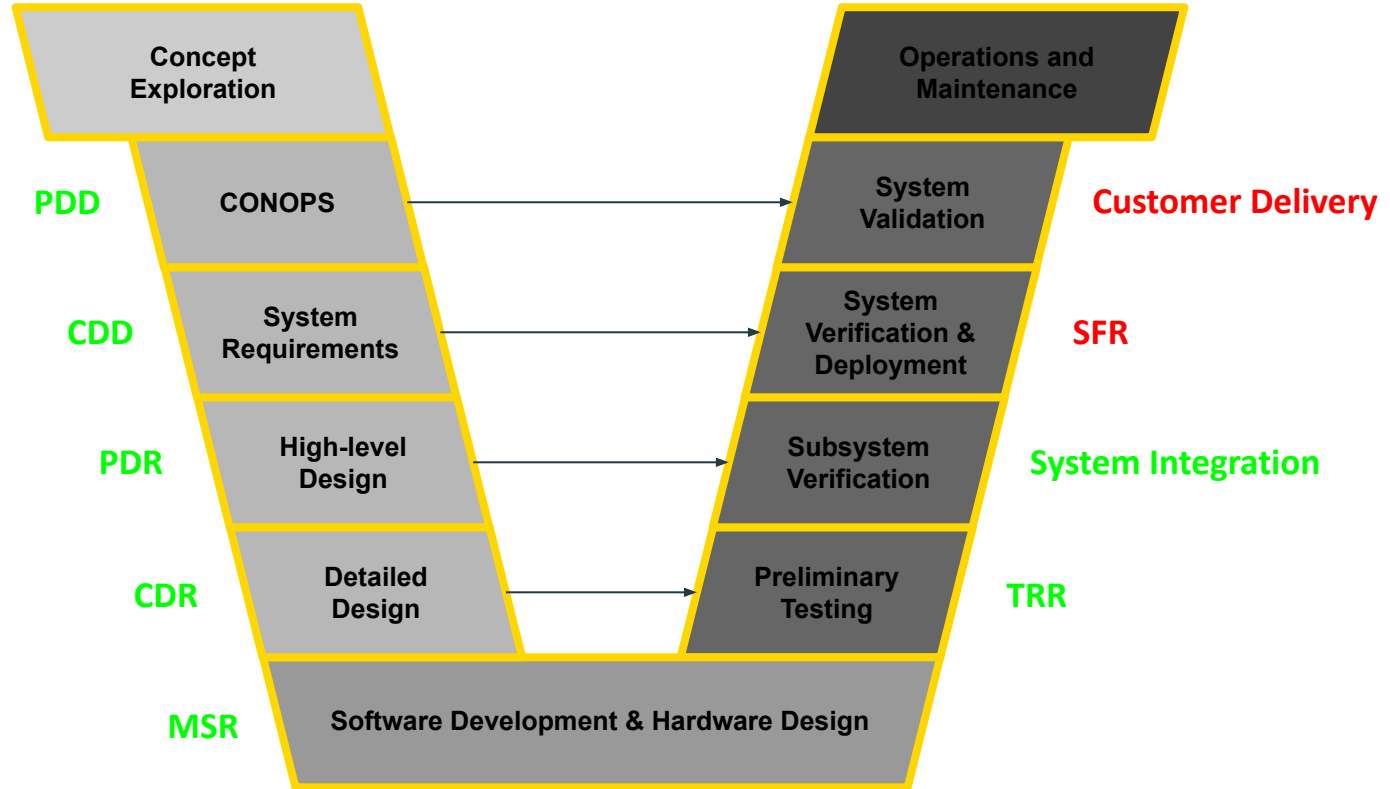 Concept
Exploration
Operations and
Maintenance
PDD
CONOPS
System
Validation
Customer Delivery
CDD
System
Requirements
System
Verification &
Deployment
SFR
PDR
High-level
Design
Subsystem
Verification
System Integration
CDR
Detailed
Design
Preliminary
Testing
TRR
MSR
Software Development & Hardware Design